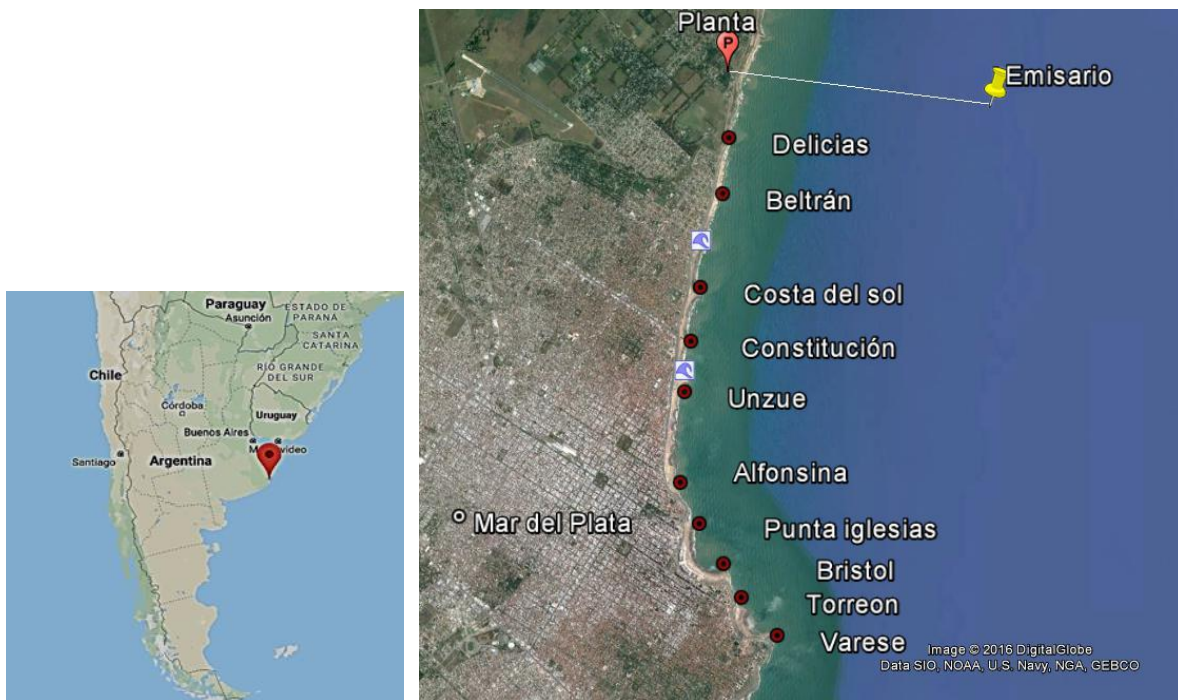 Paraguay
ESTADO DE
PARANÁ
Asunción
SANTA
CATARINA
RIO GRANDE
DEL SUR
Chile
Córdoba
Uruguay
Buenos Aires
Santiago
Argentina
Planta
P
Emisario
Delicias
Beltrán
Costa del sol
Constitución
Unzue
Alfonsina
Mar del Plata
Punta iglesias
Bristol
Torreon
Varese
Image © 2016 DigitalGlobe
Data SIO, NOAA, U.S. Navy, NGA, GEBCO